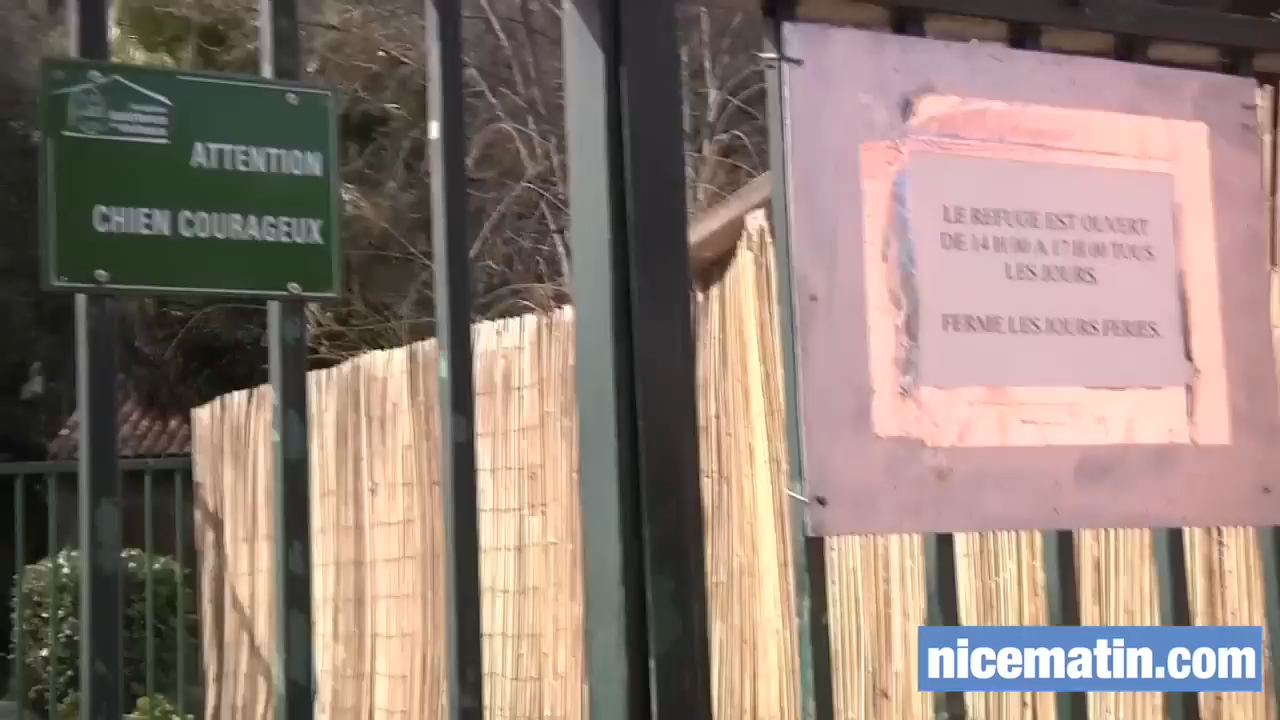 ATTENTION
CHIEN COURAGEUX
LE REFUGE EST OUVERT
DE 14 H 00 A 17 H 00 TOUS
LES JOURS.
FERME LES JOURS FERIES.
nicematin.com